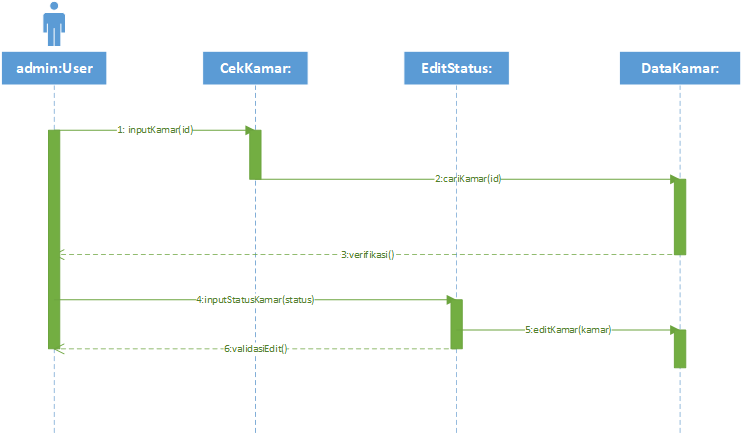 admin:User
CekKamar:
EditStatus:
DataKamar:
1: inputKamar(id)
2:cariKamar(id)
3:verifikasi()
4:inputStatusKamar(status)
5:editKamar(kamar)
6:validasiEdit()